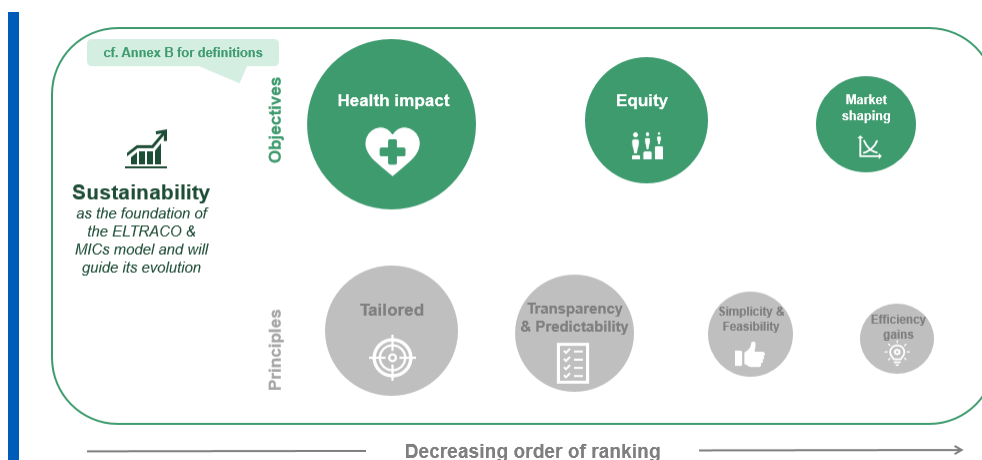 cf. Annex B for definitions
Objectives
Health impact
Equity
Market
shaping
Sustainability
as the foundation of
the ELTRACO &
MICs model and will
guide its evolution
Principles
Tailored
Transparency
& Predictability
Simplicity &
Feasibility
Efficiency
gains
Decreasing order of ranking